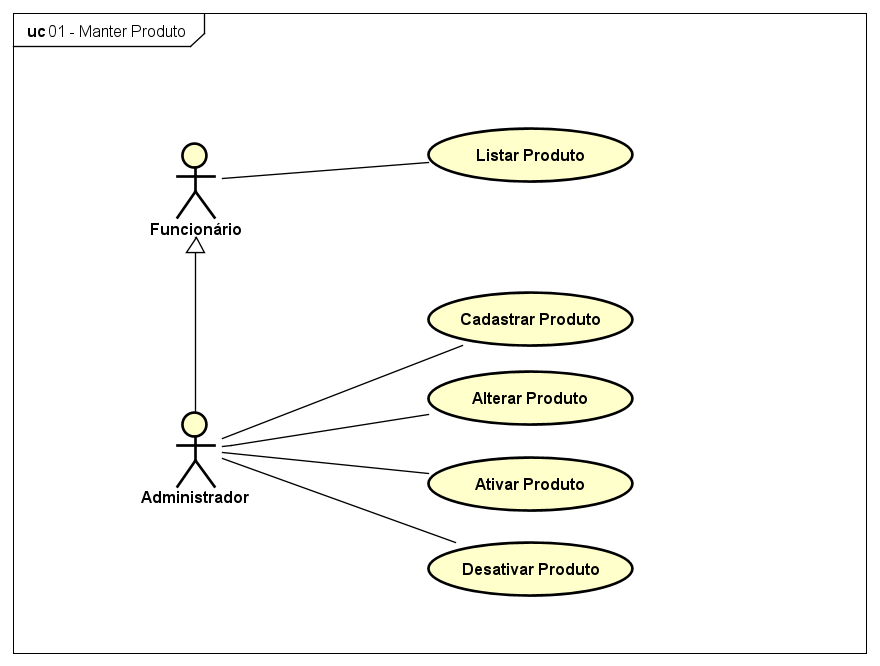 uc 01 - Manter Produto
Listar Produto
Funcionário
Cadastrar Produto
Alterar Produto
Ativar Produto
Administrador
Desativar Produto